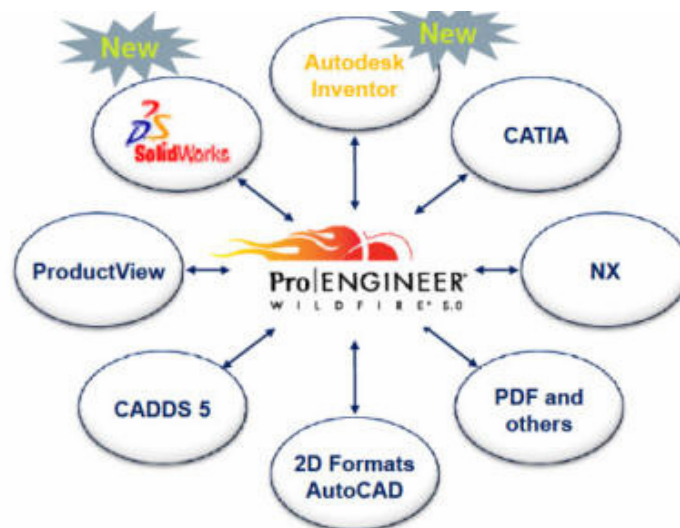 New
New
Autodesk
Inventor
SolidWorks
CATIA
ProductView
Pro|ENGINEER
WILDFIRE® 5.0
NX
CADDS 5
PDF and
others
2D Formats
AutoCAD